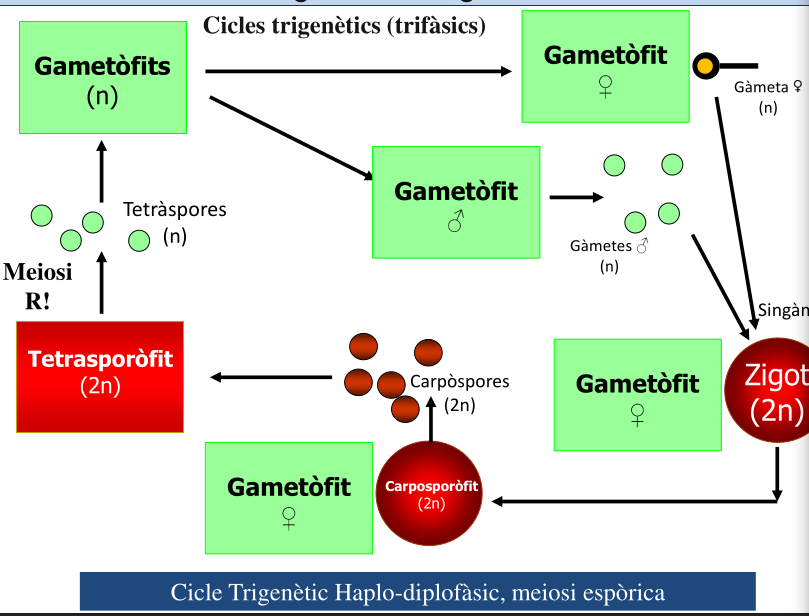 Cicles trigenètics (trifàsics)
Gametòfits
(n)
Gametòfit
♀
Gàmeta ♀
(n)
Gametòfit
♂
Gàmetes ♂
(n)
Tetràspores
(n)
Meiosi
R!
Singàn
Tetrasporòfit
(2n)
Carpòspores
(2n)
Gametòfit
♀
Zigot
(2n)
Gametòfit
♀
Carposporòfit
(2n)
Cicle Trigenètic Haplo-diplofàsic, meiosi espòrica